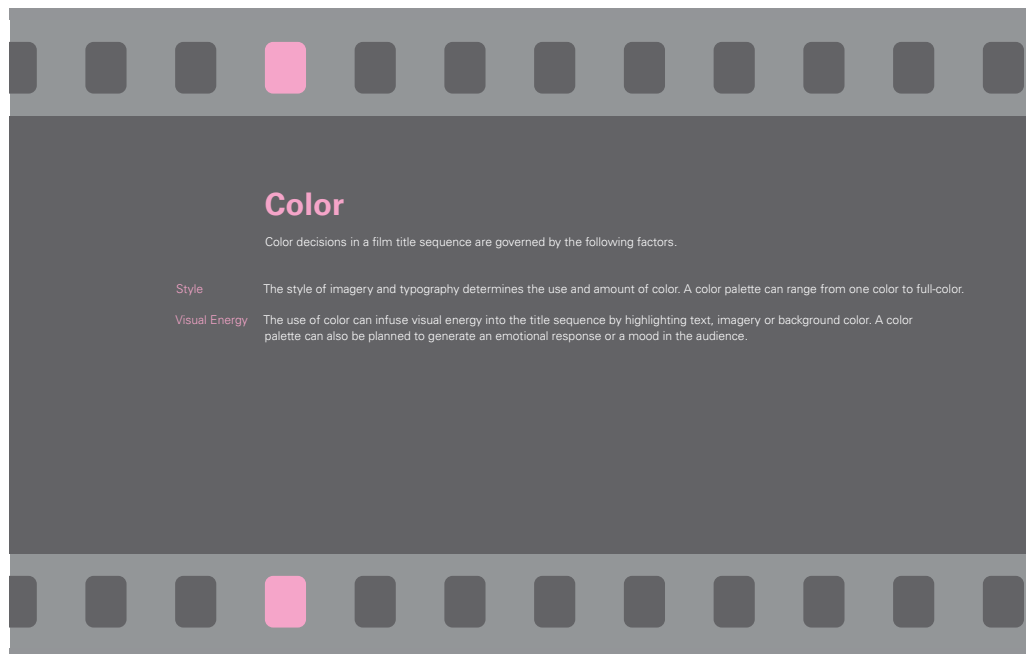 Color
Color decisions in a film title sequence are governed by the following factors.
Style The style of imagery and typography determines the use and amount of color. A color palette can range from one color to full-color.
Visual Energy The use of color can infuse visual energy into the title sequence by highlighting text, imagery or background color. A color
palette can also be planned to generate an emotional response or a mood in the audience.